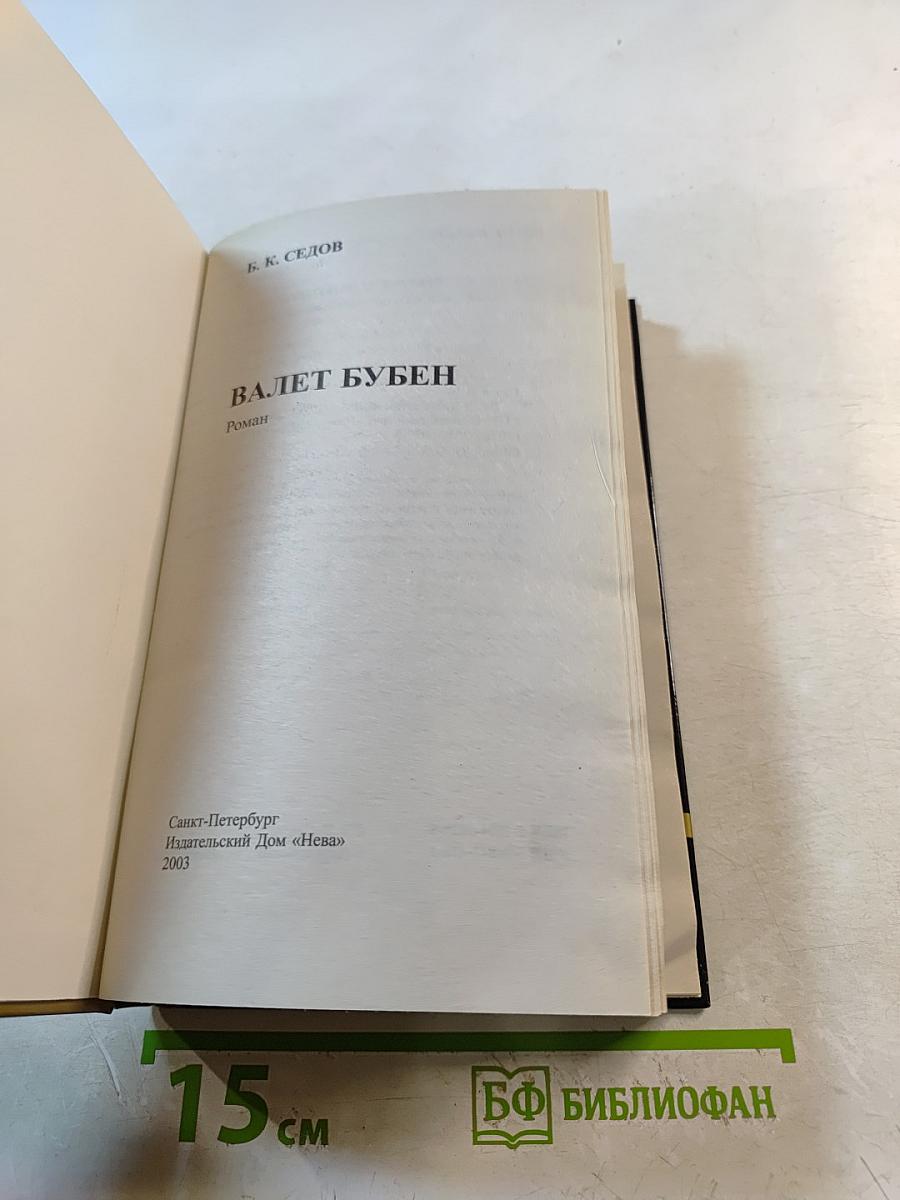 Б. К. СЕДОВ
ВАЛЕТ БУБЕН
Роман
Санкт-Петербург
Издательский Дом «Нева»
2003
15 см
БФ БИБЛИОФАН